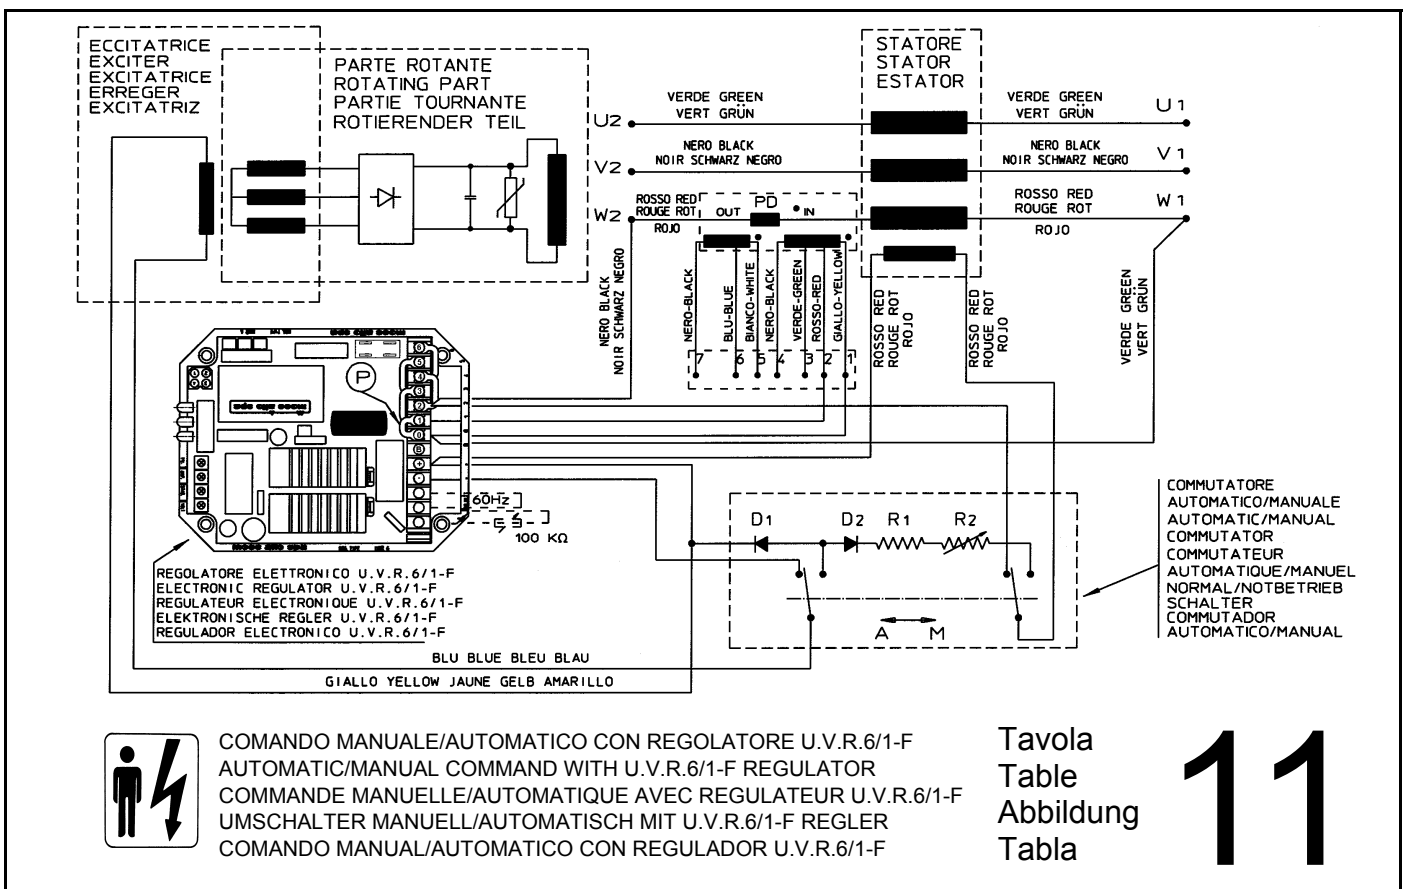 ECCITATRICE
EXCITER
EXCITATRICE
ERREGER
EXCITATRIZ
PARTE ROTANTE
ROTATING PART
PARTIE TOURNANTE
ROTIERENDER TEIL
STATORE
STATOR
ESTATOR
U2
VERDE GREEN
VERT GRÜN
VERDE GREEN
VERT GRÜN
U1
V2
NERO BLACK
NOIR SCHWARZ NEGRO
NERO BLACK
NOIR SCHWARZ NEGRO
V1
W2
ROSSO RED
ROUGE ROT
ROJO
OUT
PD
IN
ROSSO RED
ROUGE ROT
ROJO
W1
NERO BLACK
NOIR SCHWARZ NEGRO
NERO-BLACK
BLU-BLUE
BIANCO-WHITE
NERO-BLACK
VERDE-GREEN
ROSSO-RED
GIALLO-YELLOW
7 6 5 4 3 2 1
ROSSO RED
ROUGE ROT
ROJO
ROSSO RED
ROUGE ROT
ROJO
VERDE GREEN
VERT GRÜN
P
60Hz
100 KΩ
REGOLATORE ELETTRONICO U.V.R.6/1-F
ELECTRONIC REGULATOR U.V.R.6/1-F
REGULATEUR ELECTRONIQUE U.V.R.6/1-F
ELEKTRONISCHE REGLER U.V.R.6/1-F
REGULADOR ELECTRONICO U.V.R.6/1-F
D1
D2
R1
R2
A
M
COMMUTATORE
AUTOMATICO/MANUALE
AUTOMATIC/MANUAL
COMMUTATOR
COMMUTATEUR
AUTOMATIQUE/MANUEL
NORMAL/NOTBETRIEB
SCHALTER
COMMUTADOR
AUTOMATICO/MANUAL
BLU BLUE BLEU BLAU
GIALLO YELLOW JAUNE GELB AMARILLO
COMANDO MANUALE/AUTOMATICO CON REGOLATORE U.V.R.6/1-F
AUTOMATIC/MANUAL COMMAND WITH U.V.R.6/1-F REGULATOR
COMMANDE MANUELLE/AUTOMATIQUE AVEC REGULATEUR U.V.R.6/1-F
UMSCHALTER MANUELL/AUTOMATISCH MIT U.V.R.6/1-F REGLER
COMANDO MANUAL/AUTOMATICO CON REGULADOR U.V.R.6/1-F
Tavola
Table
Abbildung
Tabla
11